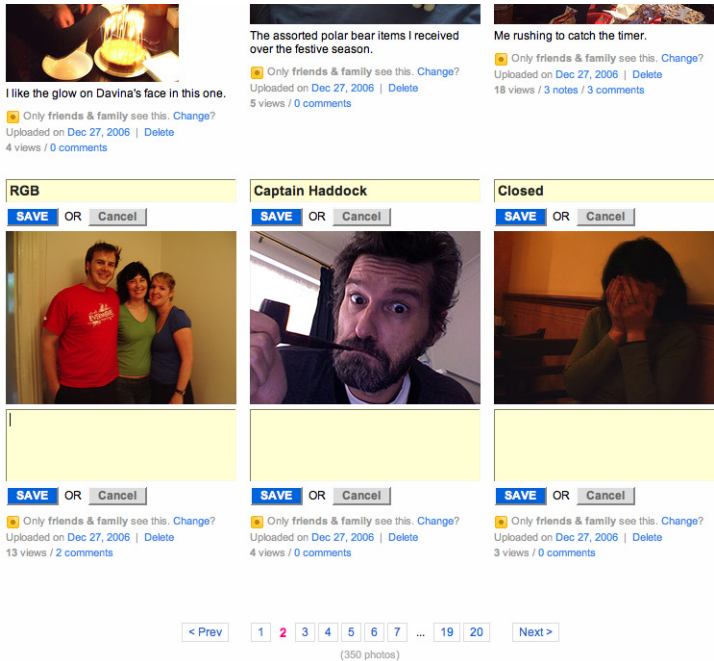 I like the glow on Davina's face in this one.
Only friends & family see this. Change?
Uploaded on Dec 27, 2006 | Delete
4 views / 0 comments
The assorted polar bear items I received
over the festive season.
Only friends & family see this. Change?
Uploaded on Dec 27, 2006 | Delete
5 views / 0 comments
Me rushing to catch the timer.
Only friends & family see this. Change?
Uploaded on Dec 27, 2006 | Delete
18 views / 3 notes / 3 comments
RGB
SAVE OR Cancel
SAVE OR Cancel
Only friends & family see this. Change?
Uploaded on Dec 27, 2006 | Delete
13 views / 2 comments
Captain Haddock
SAVE OR Cancel
SAVE OR Cancel
Only friends & family see this. Change?
Uploaded on Dec 27, 2006 | Delete
4 views / 0 comments
Closed
SAVE OR Cancel
SAVE OR Cancel
Only friends & family see this. Change?
Uploaded on Dec 27, 2006 | Delete
3 views / 0 comments
< Prev 1 2 3 4 5 6 7 ... 19 20 Next >
(350 photos)